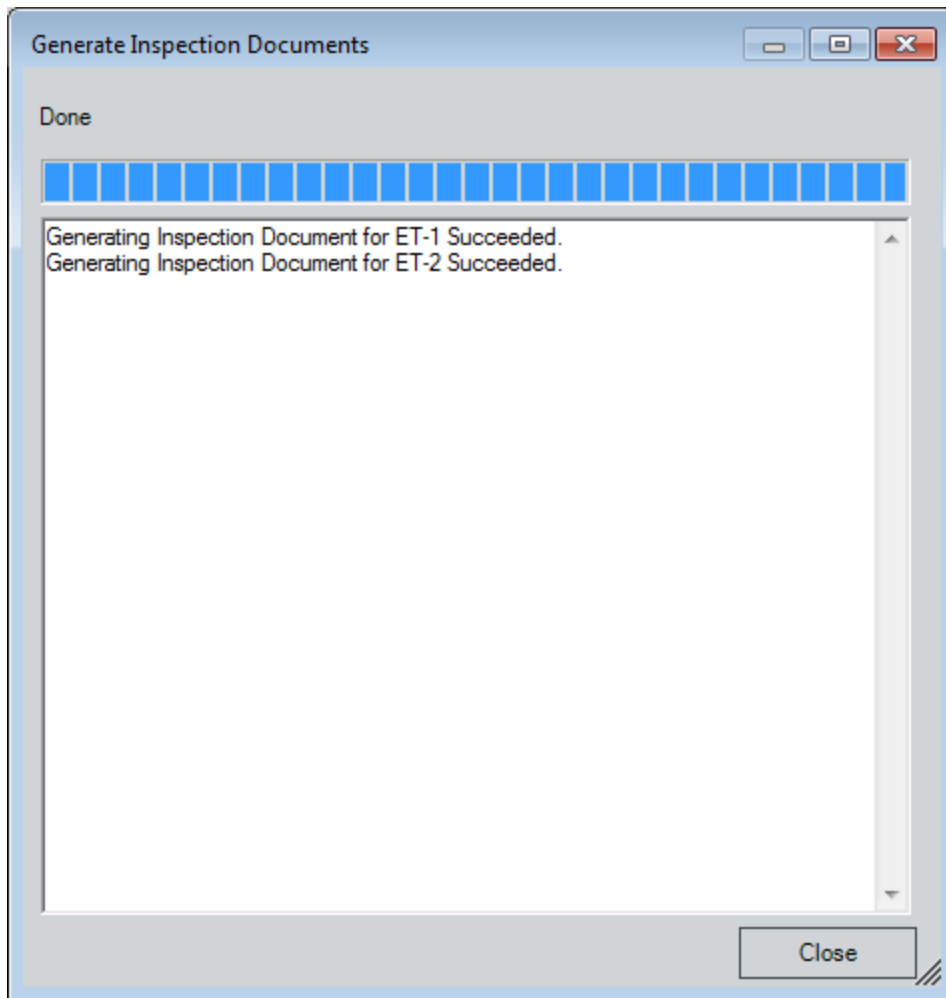 Generate Inspection Documents
Done
Generating Inspection Document for ET-1 Succeeded.
Generating Inspection Document for ET-2 Succeeded.
Close